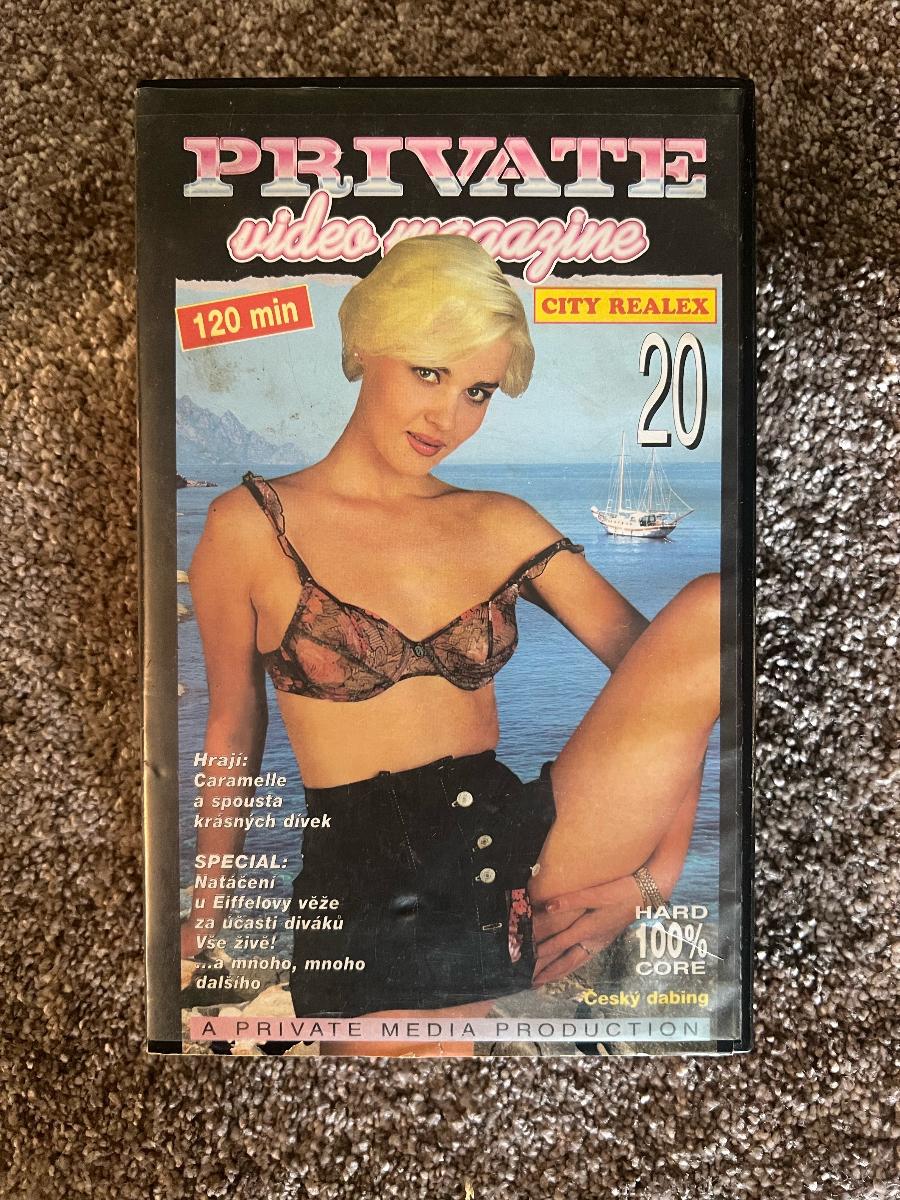 PRIVATE
video magazine
120 min
CITY REALEX
20
Hrají:
Caramelle
a spousta
krásných dívek
SPECIAL:
Natáčení
u Eiffelovy věže
za účasti diváků
Vše živě!
...a mnoho, mnoho
dalšího
HARD
100%
CORE
Český dabing
A PRIVATE MEDIA PRODUCTION